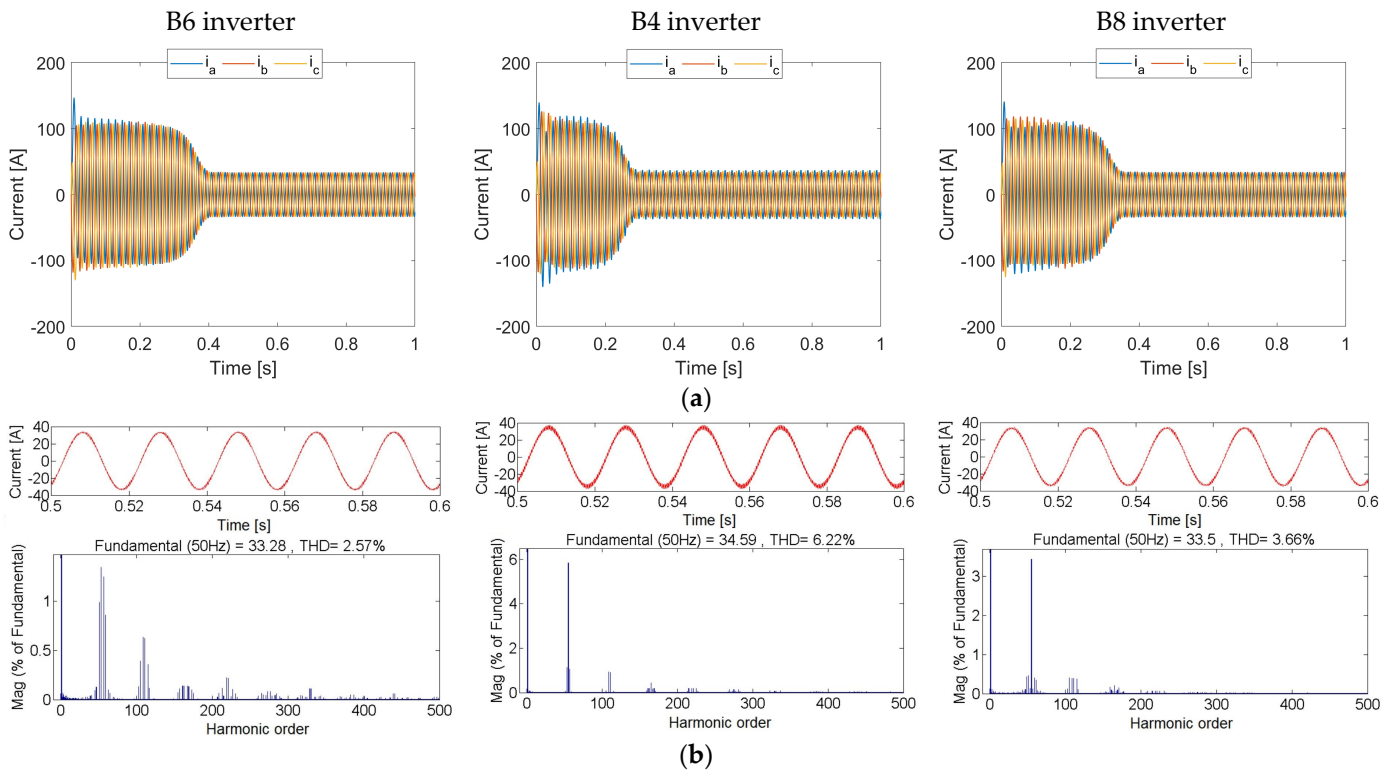 B6 inverter
B4 inverter
B8 inverter
i_a i_b i_c
200
100
0
-100
-200
Current [A]
0 0.2 0.4 0.6 0.8 1
Time [s]
i_a i_b i_c
200
100
0
-100
-200
Current [A]
0 0.2 0.4 0.6 0.8 1
Time [s]
i_a i_b i_c
200
100
0
-100
-200
Current [A]
0 0.2 0.4 0.6 0.8 1
Time [s]
(a)
Current [A]
40
20
0
-20
-40
0.5 0.52 0.54 0.56 0.58 0.6
Time [s]
Current [A]
40
20
0
-20
-40
0.5 0.52 0.54 0.56 0.58 0.6
Time [s]
Current [A]
40
20
0
-20
-40
0.5 0.52 0.54 0.56 0.58 0.6
Time [s]
Fundamental (50Hz) = 33.28 , THD= 2.57%
Mag (% of Fundamental)
1
0.5
0
0 100 200 300 400 500
Harmonic order
Fundamental (50Hz) = 34.59 , THD= 6.22%
Mag (% of Fundamental)
6
4
2
0
0 100 200 300 400 500
Harmonic order
Fundamental (50Hz) = 33.5 , THD= 3.66%
Mag (% of Fundamental)
3
2
1
0
0 100 200 300 400 500
Harmonic order
(b)